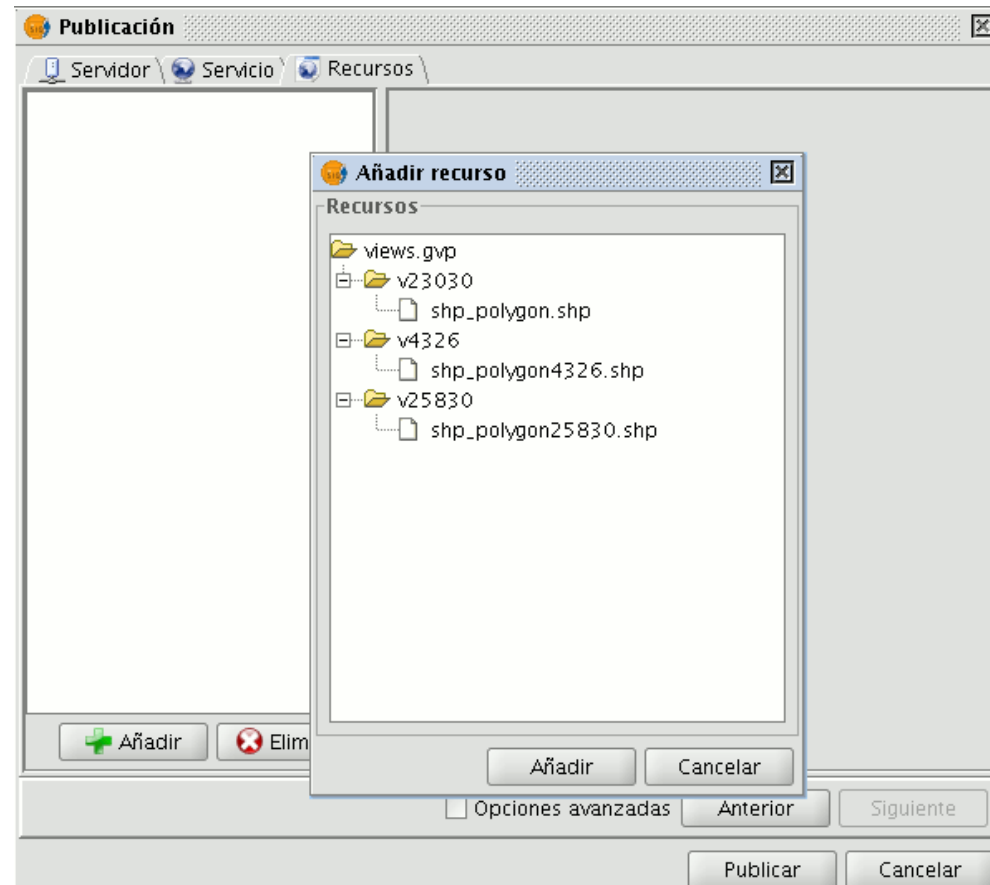 Publicación
Servidor Servicio Recursos
Añadir recurso
Recursos
views.gvp
v23030
shp_polygon.shp
v4326
shp_polygon4326.shp
v25830
shp_polygon25830.shp
Añadir Elim
Añadir Cancelar
Opciones avanzadas Anterior Siguiente
Publicar Cancelar